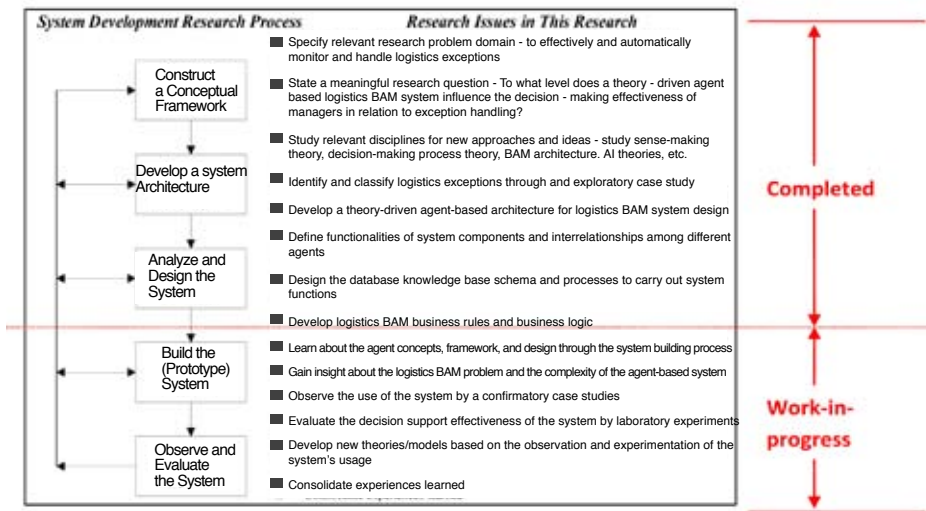 System Development Research Process
Research Issues in This Research
Construct
a Conceptual
Framework
Develop a system
Architecture
Analyze and
Design the
System
Build the
(Prototype)
System
Observe and
Evaluate
the System
Specify relevant research problem domain - to effectively and automatically
monitor and handle logistics exceptions
State a meaningful research question - To what level does a theory - driven agent
based logistics BAM system influence the decision - making effectiveness of
managers in relation to exception handling?
Study relevant disciplines for new approaches and ideas - study sense-making
theory, decision-making process theory, BAM architecture. AI theories, etc.
Identify and classify logistics exceptions through and exploratory case study
Develop a theory-driven agent-based architecture for logistics BAM system design
Define functionalities of system components and interrelationships among different
agents
Design the database knowledge base schema and processes to carry out system
functions
Develop logistics BAM business rules and business logic
Learn about the agent concepts, framework, and design through the system building process
Gain insight about the logistics BAM problem and the complexity of the agent-based system
Observe the use of the system by a confirmatory case studies
Evaluate the decision support effectiveness of the system by laboratory experiments
Develop new theories/models based on the observation and experimentation of the
system's usage
Consolidate experiences learned
Completed
Work-in-
progress